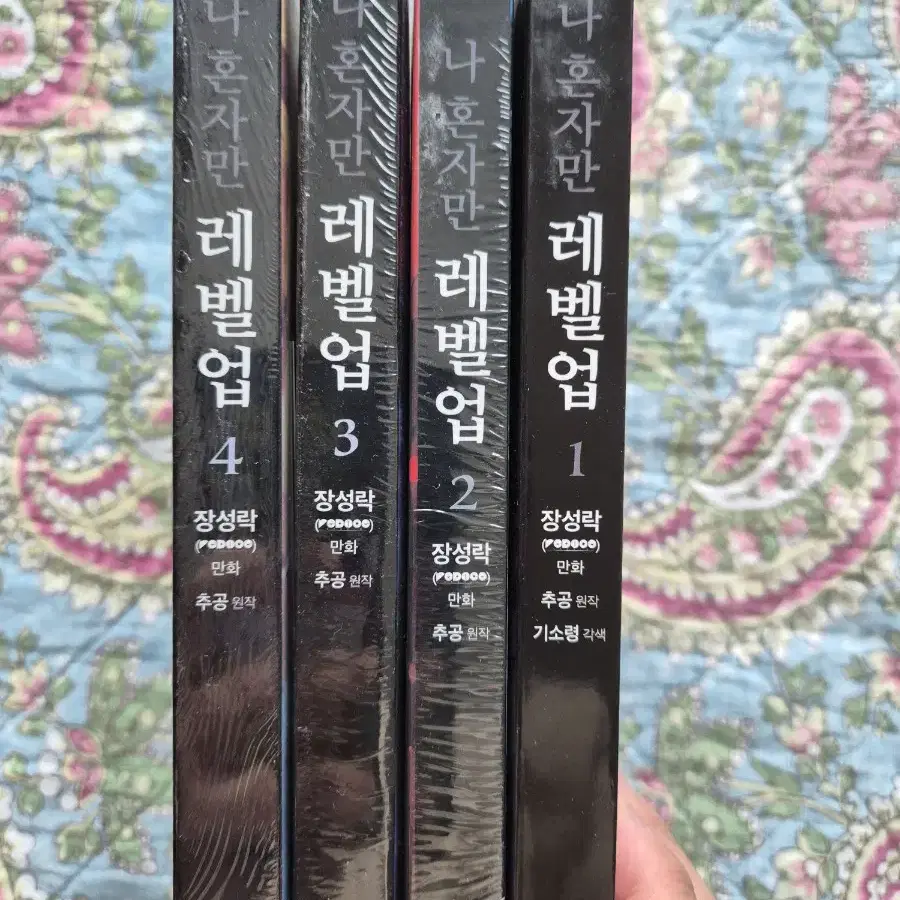 나 혼자만 레벨업
4
장성락
만화
추공 원작
나 혼자만 레벨업
3
장성락
만화
추공 원작
나 혼자만 레벨업
2
장성락
만화
추공 원작
나 혼자만 레벨업
1
장성락
만화
추공 원작
기소령 각색